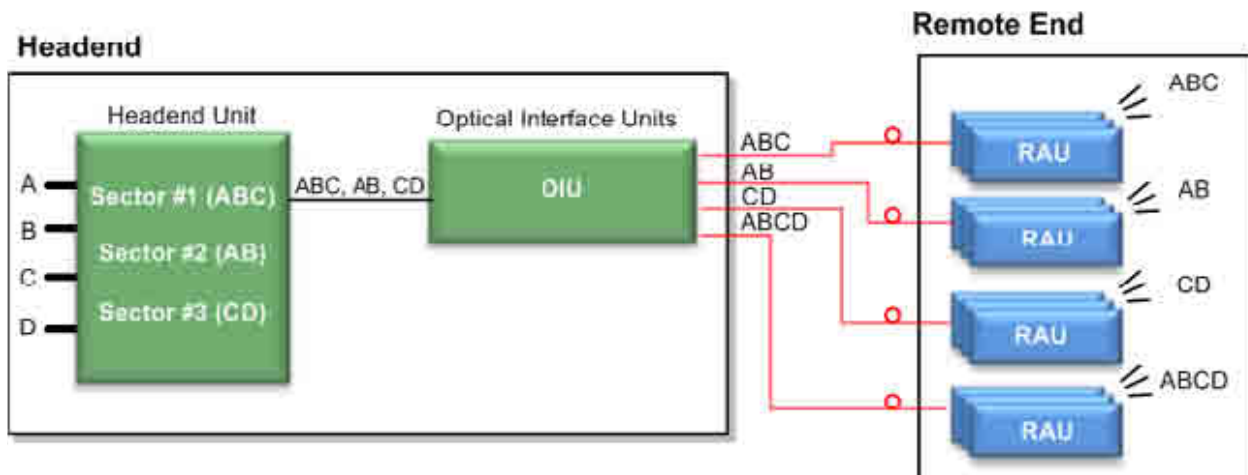 Headend
Remote End
Headend Unit
Optical Interface Units
A
B
C
D
Sector #1 (ABC)
Sector #2 (AB)
Sector #3 (CD)
ABC, AB, CD
OIU
ABC
AB
CD
ABCD
RAU
ABC
RAU
AB
RAU
CD
RAU
ABCD